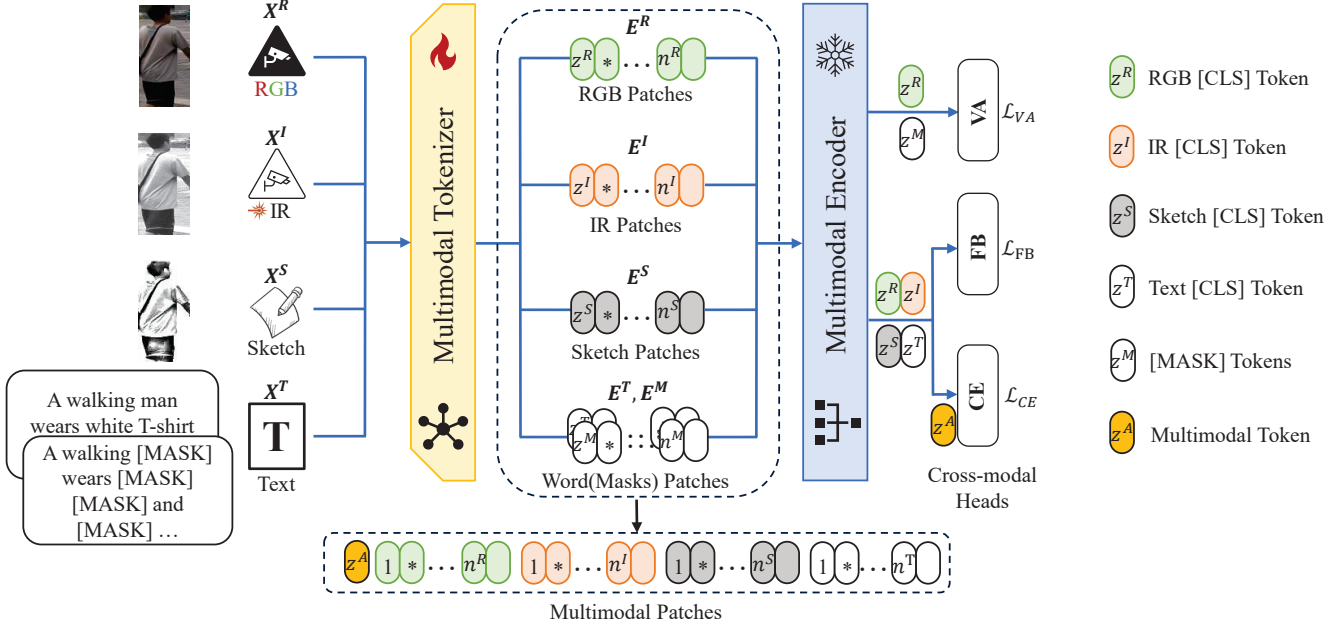 X^R
RGB
X^I
IR
X^S
Sketch
X^T
T
Text
A walking man
wears white T-shirt
A walking [MASK]
wears [MASK]
[MASK] and
[MASK] …
Multimodal Tokenizer
E^R
z^R * … n^R
RGB Patches
E^I
z^I * … n^I
IR Patches
E^S
z^S * … n^S
Sketch Patches
E^T, E^M
z^T
z^M * … n^M
Word(Masks) Patches
Multimodal Encoder
z^R
z^M
VA
L_VA
z^R z^I
z^S z^T
FB
L_FB
z^A
CE
L_CE
Cross-modal
Heads
z^R RGB [CLS] Token
z^I IR [CLS] Token
z^S Sketch [CLS] Token
z^T Text [CLS] Token
z^M [MASK] Tokens
z^A Multimodal Token
z^A 1 * … n^R 1 * … n^I 1 * … n^S 1 * … n^T
Multimodal Patches